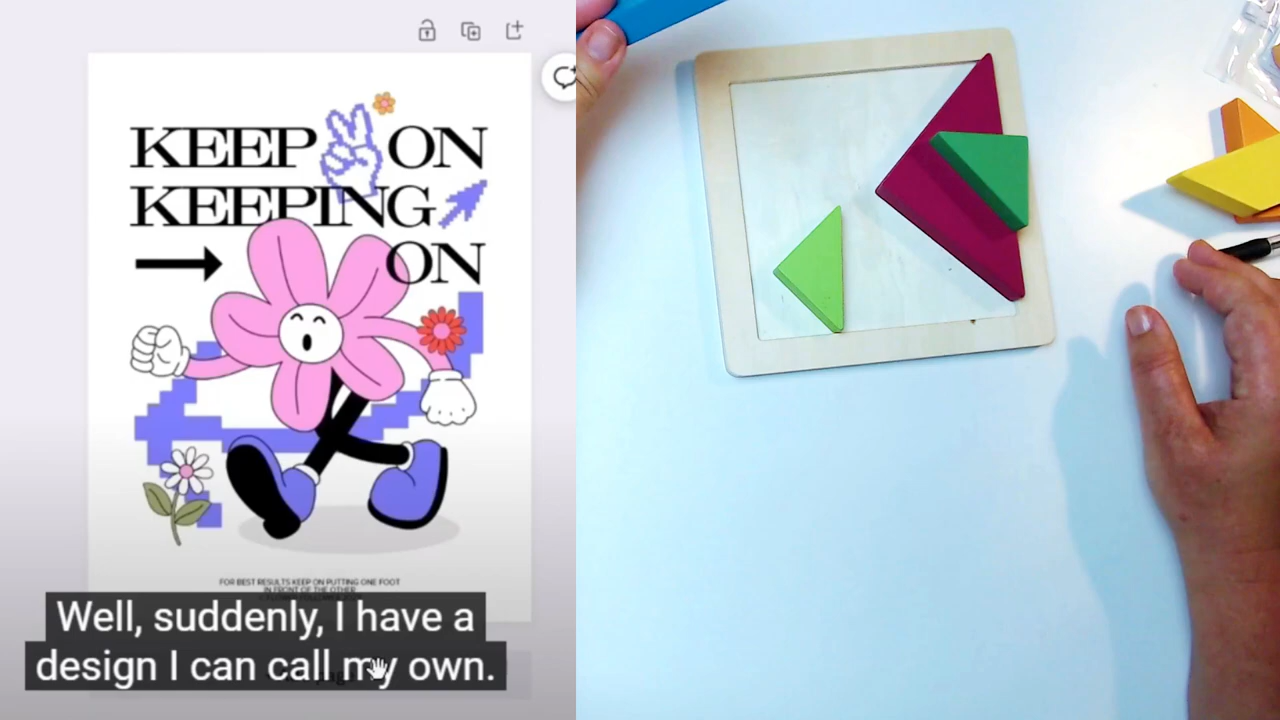 KEEP ON
KEEPING
ON
FOR BEST RESULTS KEEP ON PUTTING ONE FOOT
IN FRONT OF THE OTHER
Well, suddenly, I have a
design I can call my own.